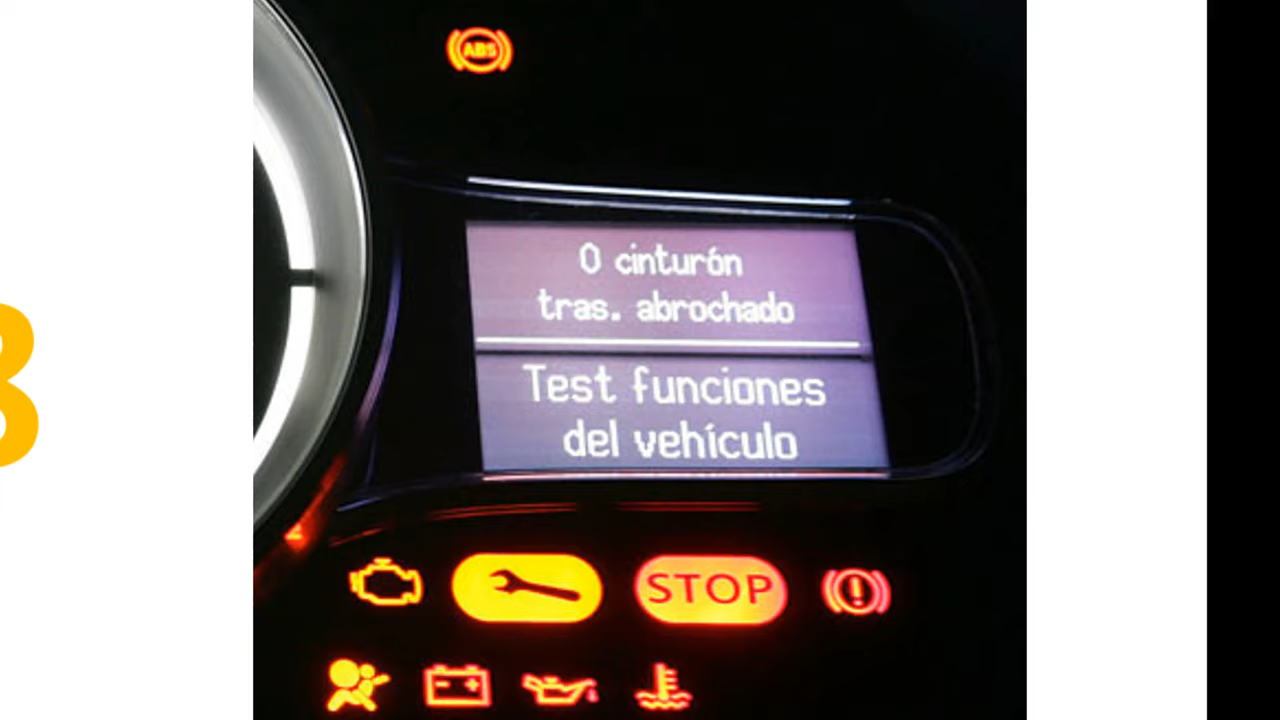 ABS
0 cinturón
tras. abrochado
Test funciones
del vehículo
STOP